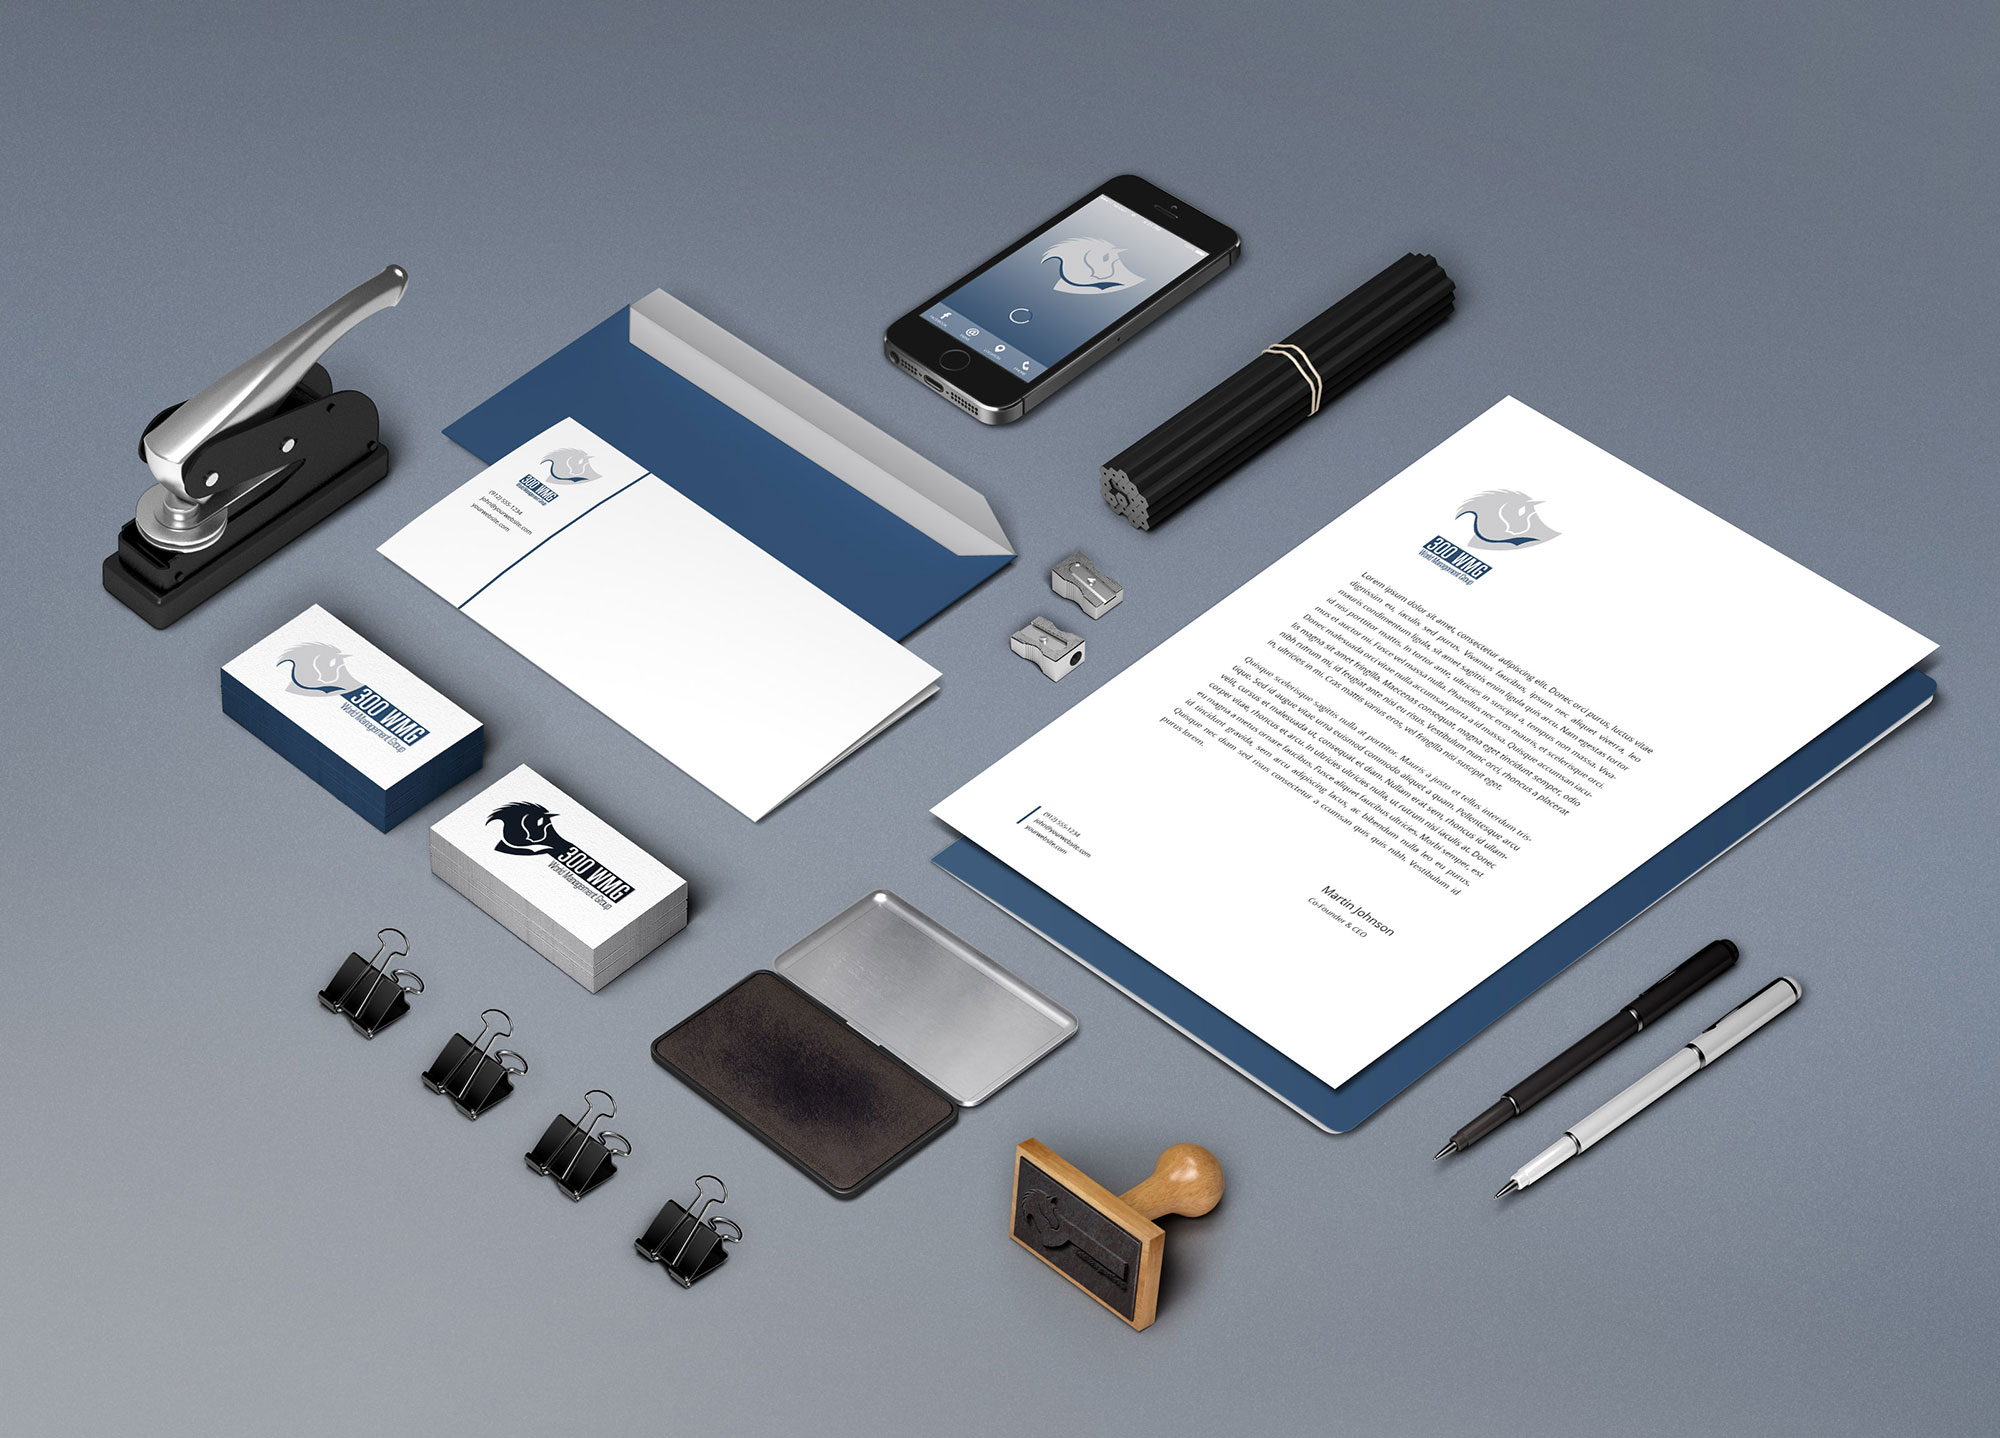 300 WMG
World Management Group
(912) 555-1234
john@yourwebsite.com
yourwebsite.com
300 WMG
World Management Group
300 WMG
World Management Group
300 WMG
World Management Group
Lorem ipsum dolor sit amet, consectetur adipiscing elit. Donec orci purus, luctus vitae
dignissim eu, iaculis sed purus. Vivamus faucibus, ipsum nec aliquet viverra, leo
mauris condimentum ligula, sit amet sagittis enim ligula quis arcu. Nam egestas tortor
id nisi porttitor mattis. In tortor ante, ultricies in suscipit a, tempus non massa. Viva-
mus et auctor mi. Fusce vel massa nulla. Phasellus nec eros mauris, et scelerisque orci.
Donec malesuada orci vitae nulla accumsan porta a id massa. Quisque accumsan iacu-
lis magna sit amet fringilla. Maecenas consequat, magna eget tincidunt semper, odio
nibh rutrum mi, id feugiat ante nisi eu risus. Vestibulum nunc orci, rhoncus a placerat
in, ultricies in mi. Cras mattis varius eros, vel fringilla nisi suscipit eget.
Quisque scelerisque sagittis nulla at porttitor. Mauris a justo et tellus interdum tris-
tique. Sed id augue vitae urna euismod commodo aliquet a quam. Pellentesque arcu
velit, cursus et malesuada ut, consequat et diam. Nullam erat sem, rhoncus id ullam-
corper vitae, rhoncus et arcu. In ultricies ultricies nulla, ut rutrum nisi iaculis at. Donec
eu magna a metus ornare faucibus. Fusce aliquet faucibus ultricies. Morbi semper, est
id tincidunt gravida, sem arcu adipiscing lacus, ac bibendum nulla leo eu purus.
Quisque nec diam sed risus consectetur a ccumsan quis quis nibh. Vestibulum id
purus lorem.
Martin Johnson
Co-Founder & CEO
(912) 555-1234
john@yourwebsite.com
yourwebsite.com